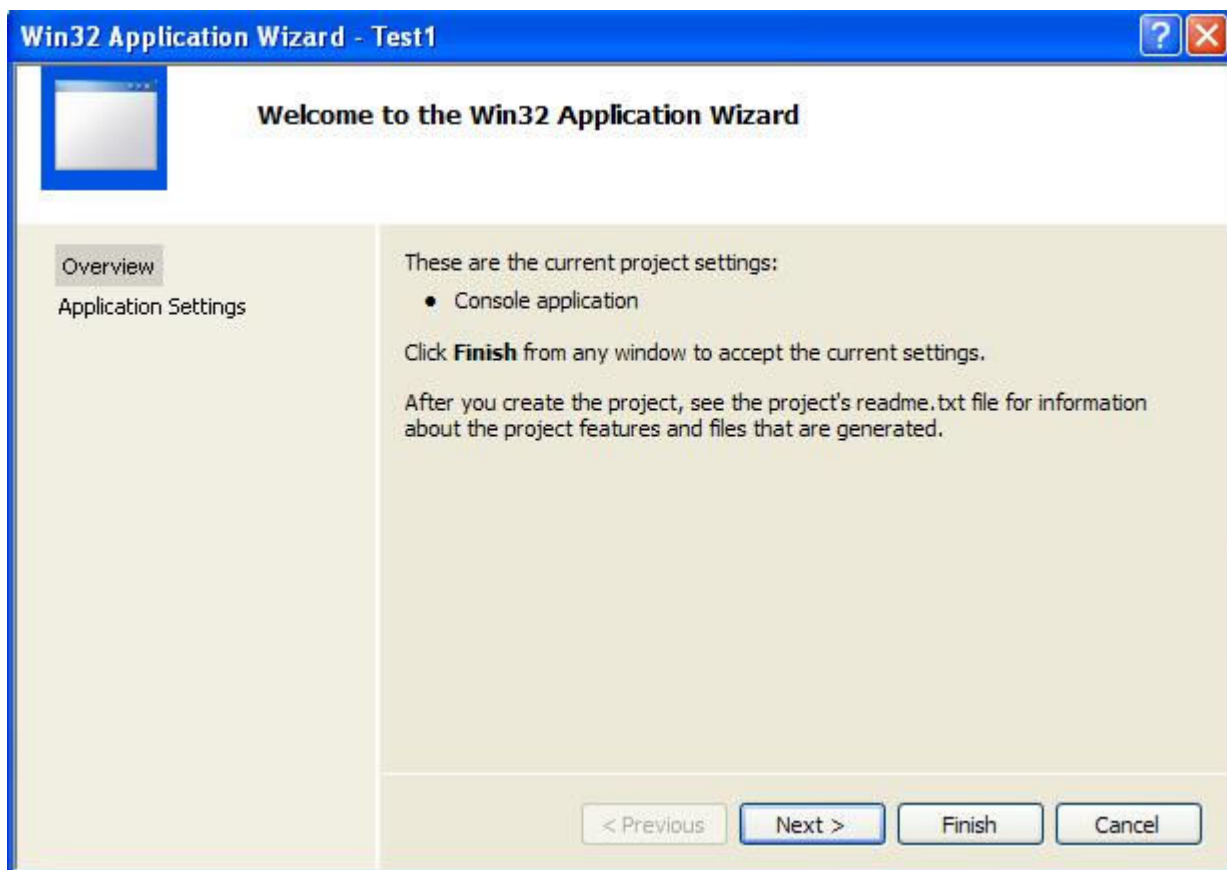 Win32 Application Wizard - Test1
Welcome to the Win32 Application Wizard
Overview
Application Settings
These are the current project settings:
• Console application
Click Finish from any window to accept the current settings.
After you create the project, see the project's readme.txt file for information
about the project features and files that are generated.
< Previous
Next >
Finish
Cancel